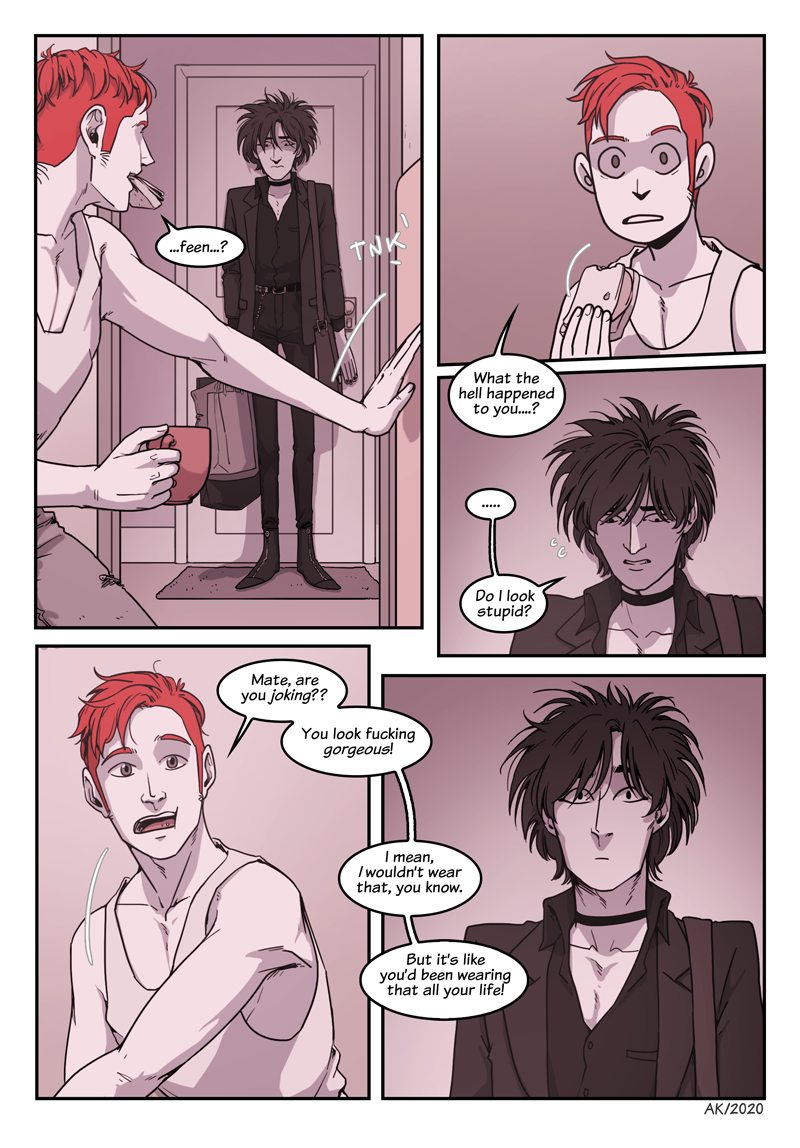 ...feen...?
TNK
What the
hell happened
to you....?
.....
Do I look
stupid?
Mate, are
you joking??
You look fucking
gorgeous!
I mean,
I wouldn't wear
that, you know.
But it's like
you'd been wearing
that all your life!
AK/2020